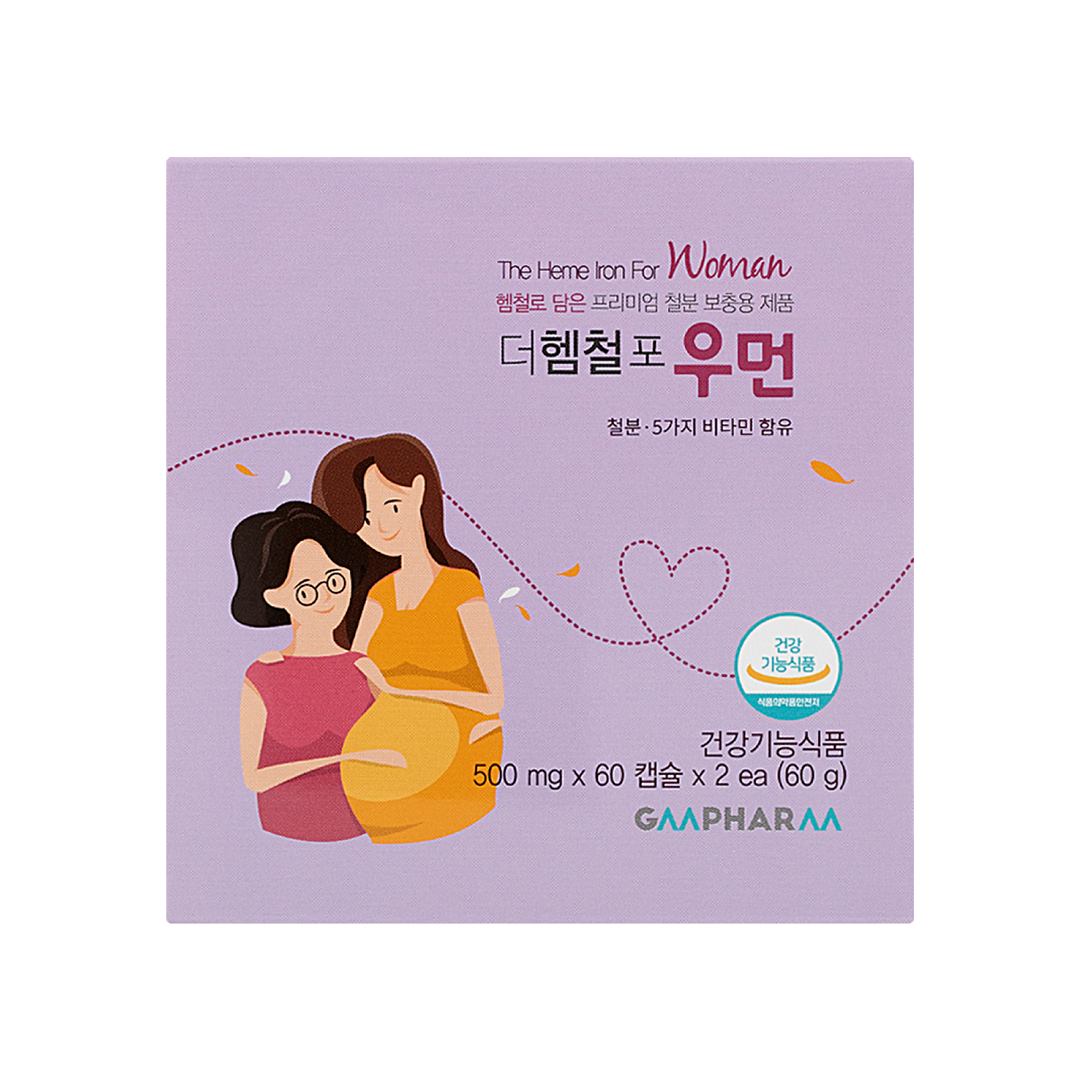 The Heme Iron For Woman
헴철로 담은 프리미엄 철분 보충용 제품
더헴철포우먼
철분·5가지 비타민 함유
건강
기능식품
식품의약품안전처
건강기능식품
500 mg x 60 캡슐 x 2 ea (60 g)
GMPHARM